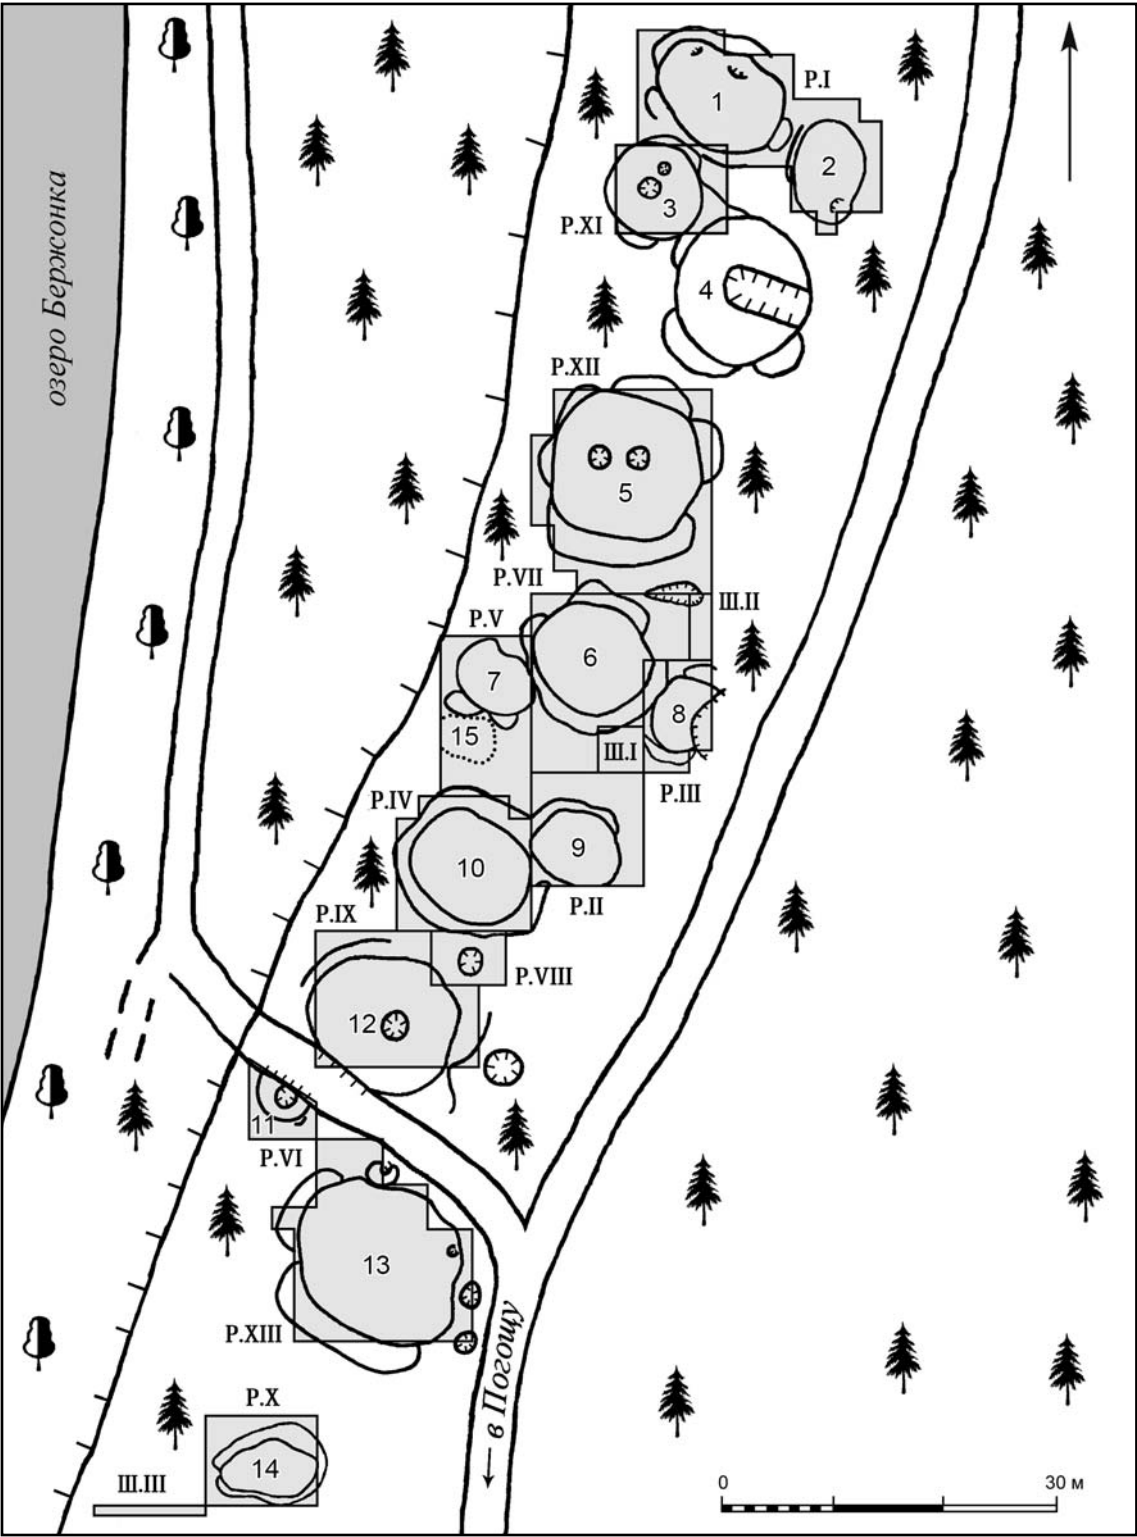 озеро Бержонка
Р.I
1
2
3
Р.XI
4
Р.XII
5
Р.VII
Ш.II
Р.V
6
7
8
15
Ш.I
Р.III
Р.IV
9
10
Р.II
Р.IX
Р.VIII
12
11
Р.VI
13
Р.XIII
в Погощу
Р.X
14
Ш.III
0 30 м